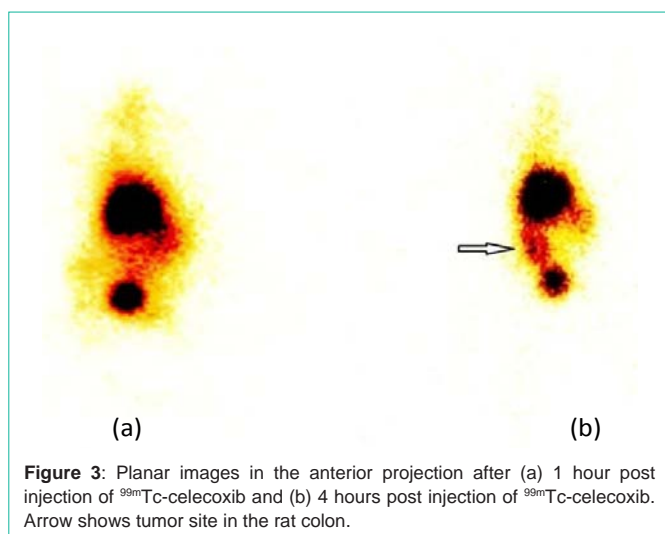 (a) (b)
Figure 3: Planar images in the anterior projection after (a) 1 hour post
injection of ⁹⁹ᵐTc-celecoxib and (b) 4 hours post injection of ⁹⁹ᵐTc-celecoxib.
Arrow shows tumor site in the rat colon.